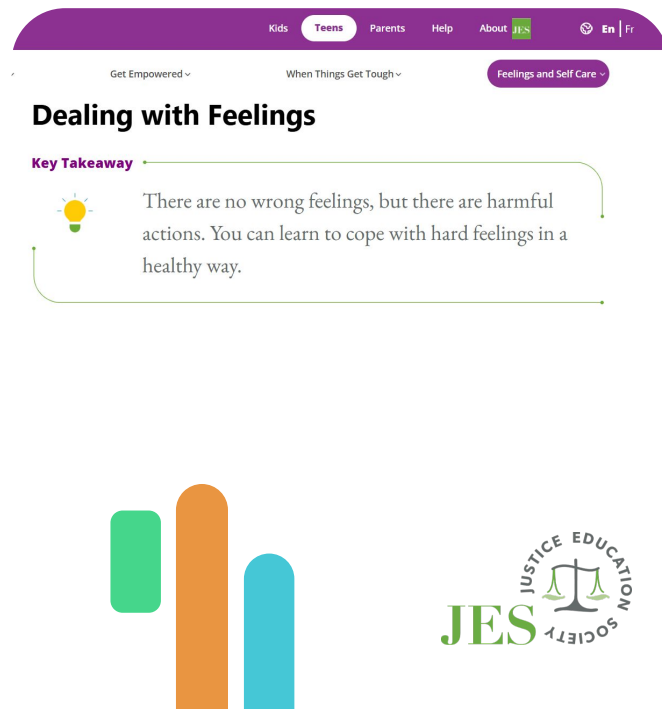 Kids Teens Parents Help About JES En Fr
Get Empowered When Things Get Tough Feelings and Self Care
Dealing with Feelings
Key Takeaway
There are no wrong feelings, but there are harmful
actions. You can learn to cope with hard feelings in a
healthy way.
JUSTICE EDUCATION SOCIETY
JES